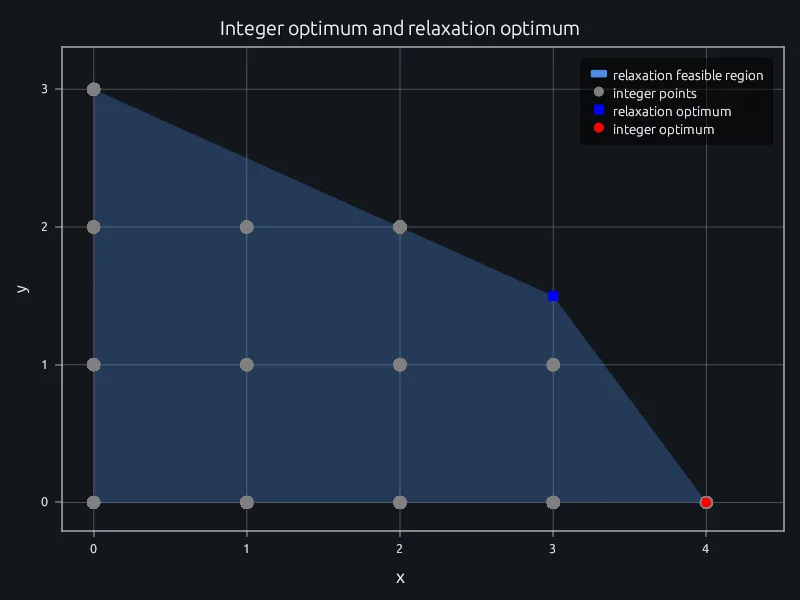 Integer optimum and relaxation optimum
relaxation feasible region
integer points
relaxation optimum
integer optimum
3
2
1
0
y
0
1
2
3
4
x